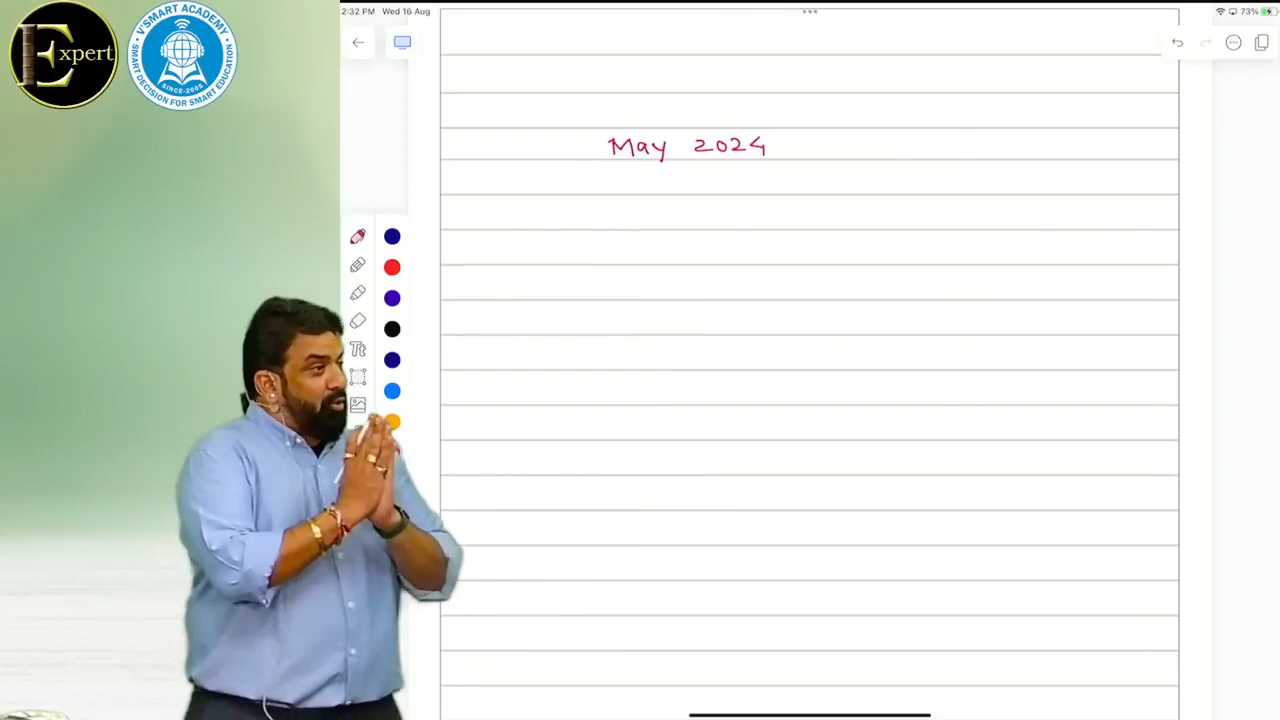 2:32 PM Wed 16 Aug
73%
Expert
V'SMART ACADEMY
SMART DECISION FOR SMART EDUCATION
SINCE-2005
May 2024
Tt